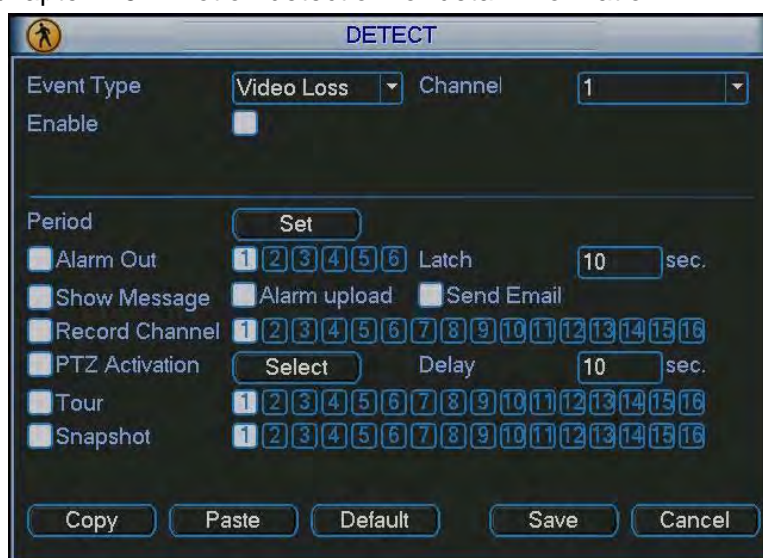 DETECT
Event Type Video Loss Channel 1
Enable
Period Set
Alarm Out 1 2 3 4 5 6 Latch 10 sec.
Show Message Alarm upload Send Email
Record Channel 1 2 3 4 5 6 7 8 9 10 11 12 13 14 15 16
PTZ Activation Select Delay 10 sec.
Tour 1 2 3 4 5 6 7 8 9 10 11 12 13 14 15 16
Snapshot 1 2 3 4 5 6 7 8 9 10 11 12 13 14 15 16
Copy Paste Default Save Cancel